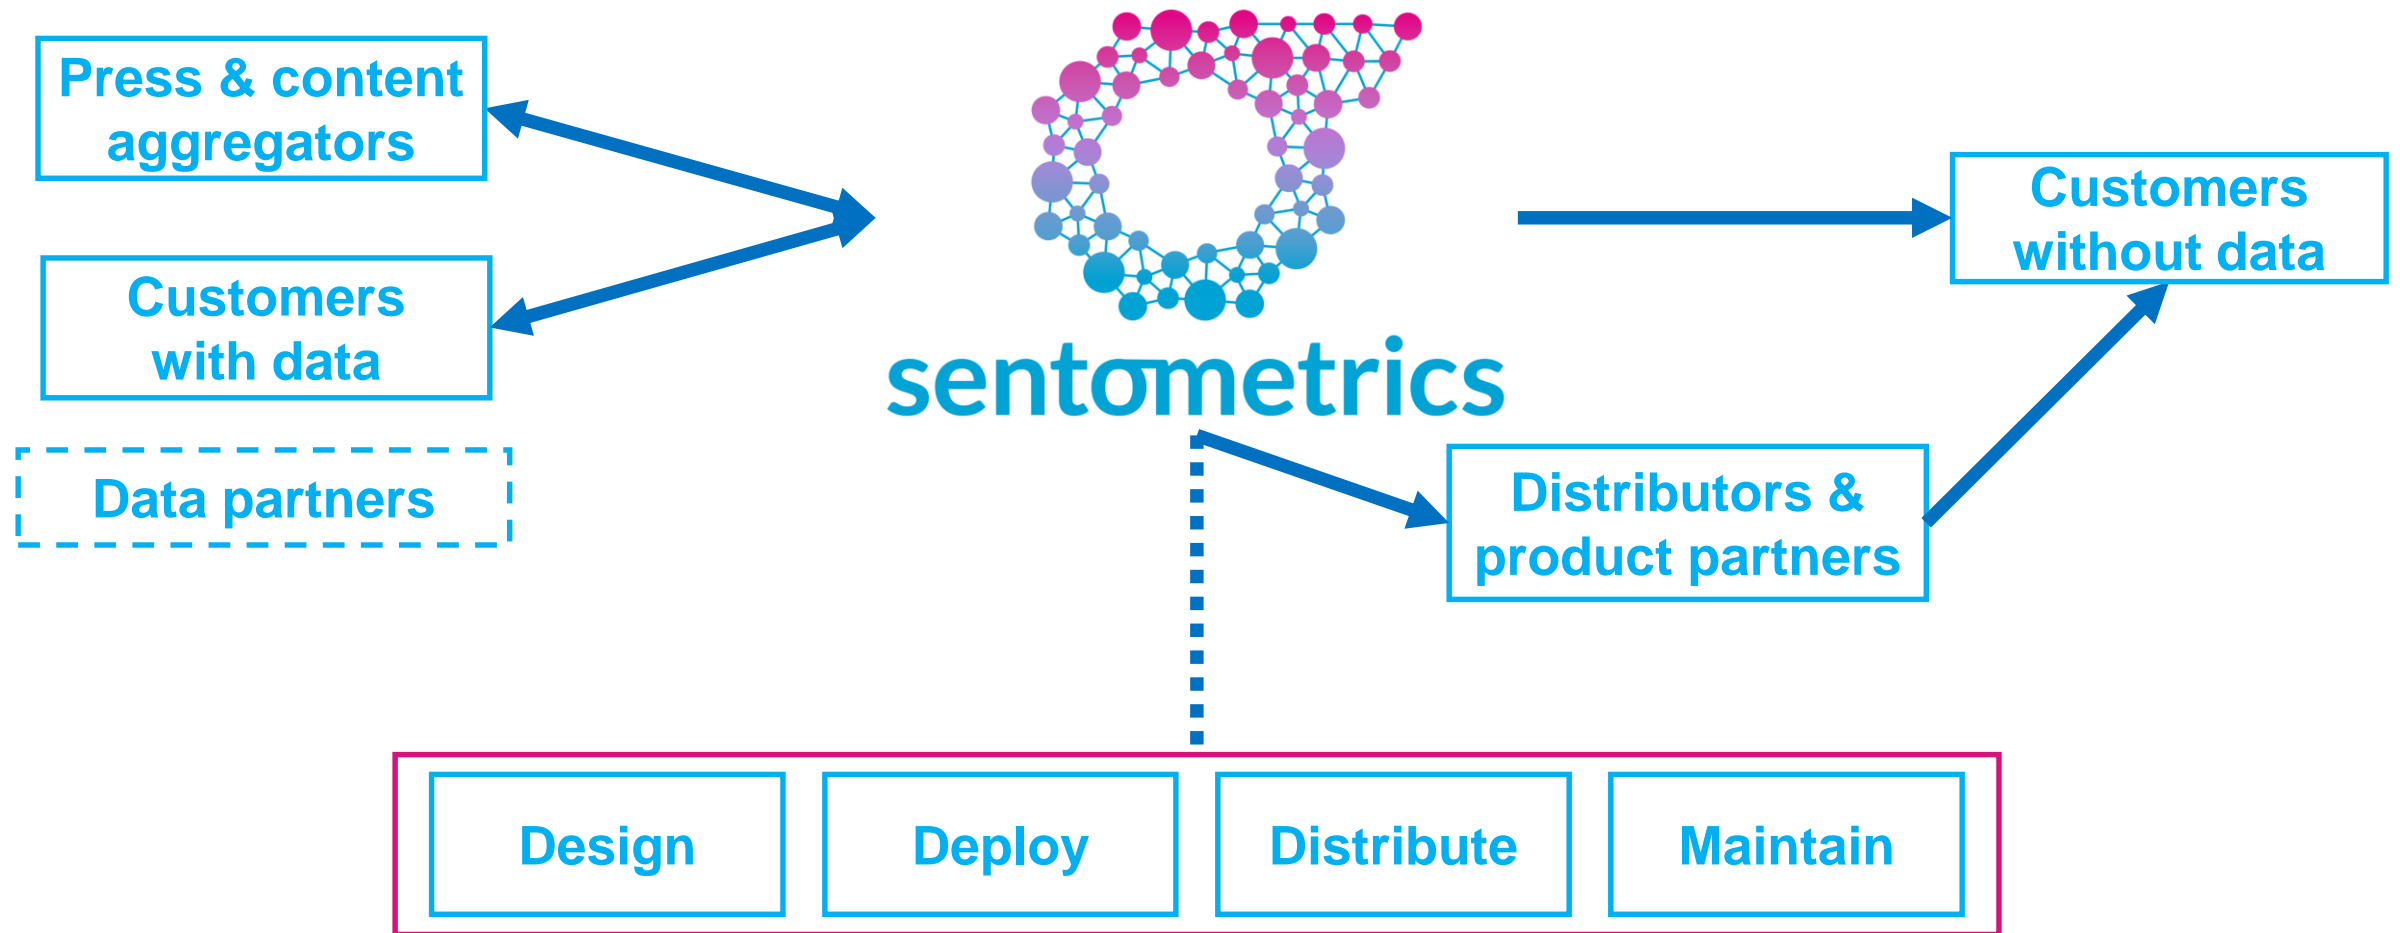 Press & content
aggregators
Customers
with data
Data partners
sentometrics
Customers
without data
Distributors &
product partners
Design
Deploy
Distribute
Maintain